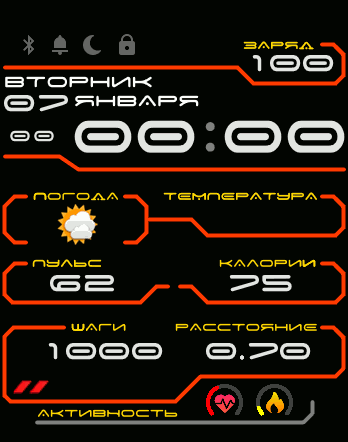 ЗАРЯД
100
ВТОРНИК
07 ЯНВАРЯ
00 00:00
ПОГОДА ТЕМПЕРАТУРА
ПУЛЬС КАЛОРИИ
62 75
ШАГИ РАССТОЯНИЕ
1000 0.70
АКТИВНОСТЬ